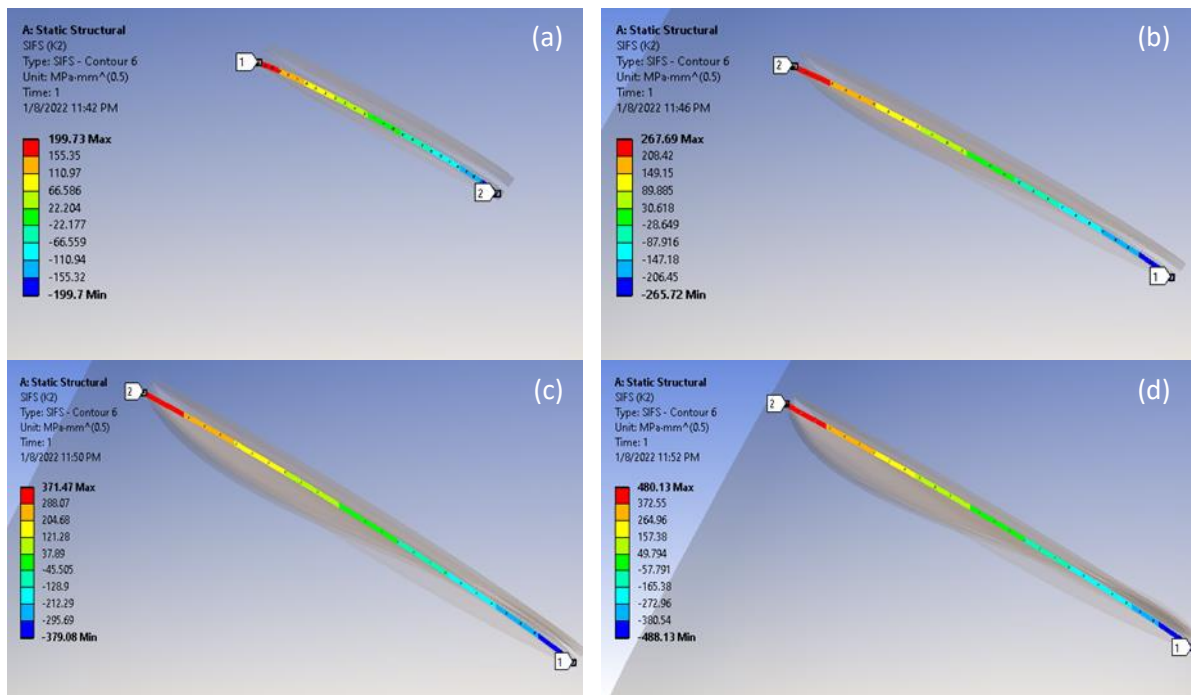 A: Static Structural
SIFS (K2)
Type: SIFS - Contour 6
Unit: MPa-mm^(0.5)
Time: 1
1/8/2022 11:42 PM
199.73 Max
155.35
110.97
66.586
22.204
-22.177
-66.559
-110.94
-155.32
-199.7 Min
1
2
(a)
A: Static Structural
SIFS (K2)
Type: SIFS - Contour 6
Unit: MPa-mm^(0.5)
Time: 1
1/8/2022 11:46 PM
267.69 Max
208.42
149.15
89.885
30.618
-28.649
-87.916
-147.18
-206.45
-265.72 Min
2
1
(b)
A: Static Structural
SIFS (K2)
Type: SIFS - Contour 6
Unit: MPa-mm^(0.5)
Time: 1
1/8/2022 11:50 PM
371.47 Max
288.07
204.68
121.28
37.89
-45.505
-128.9
-212.29
-295.69
-379.08 Min
2
1
(c)
A: Static Structural
SIFS (K2)
Type: SIFS - Contour 6
Unit: MPa-mm^(0.5)
Time: 1
1/8/2022 11:52 PM
480.13 Max
372.55
264.96
157.38
49.794
-57.791
-165.38
-272.96
-380.54
-488.13 Min
2
1
(d)